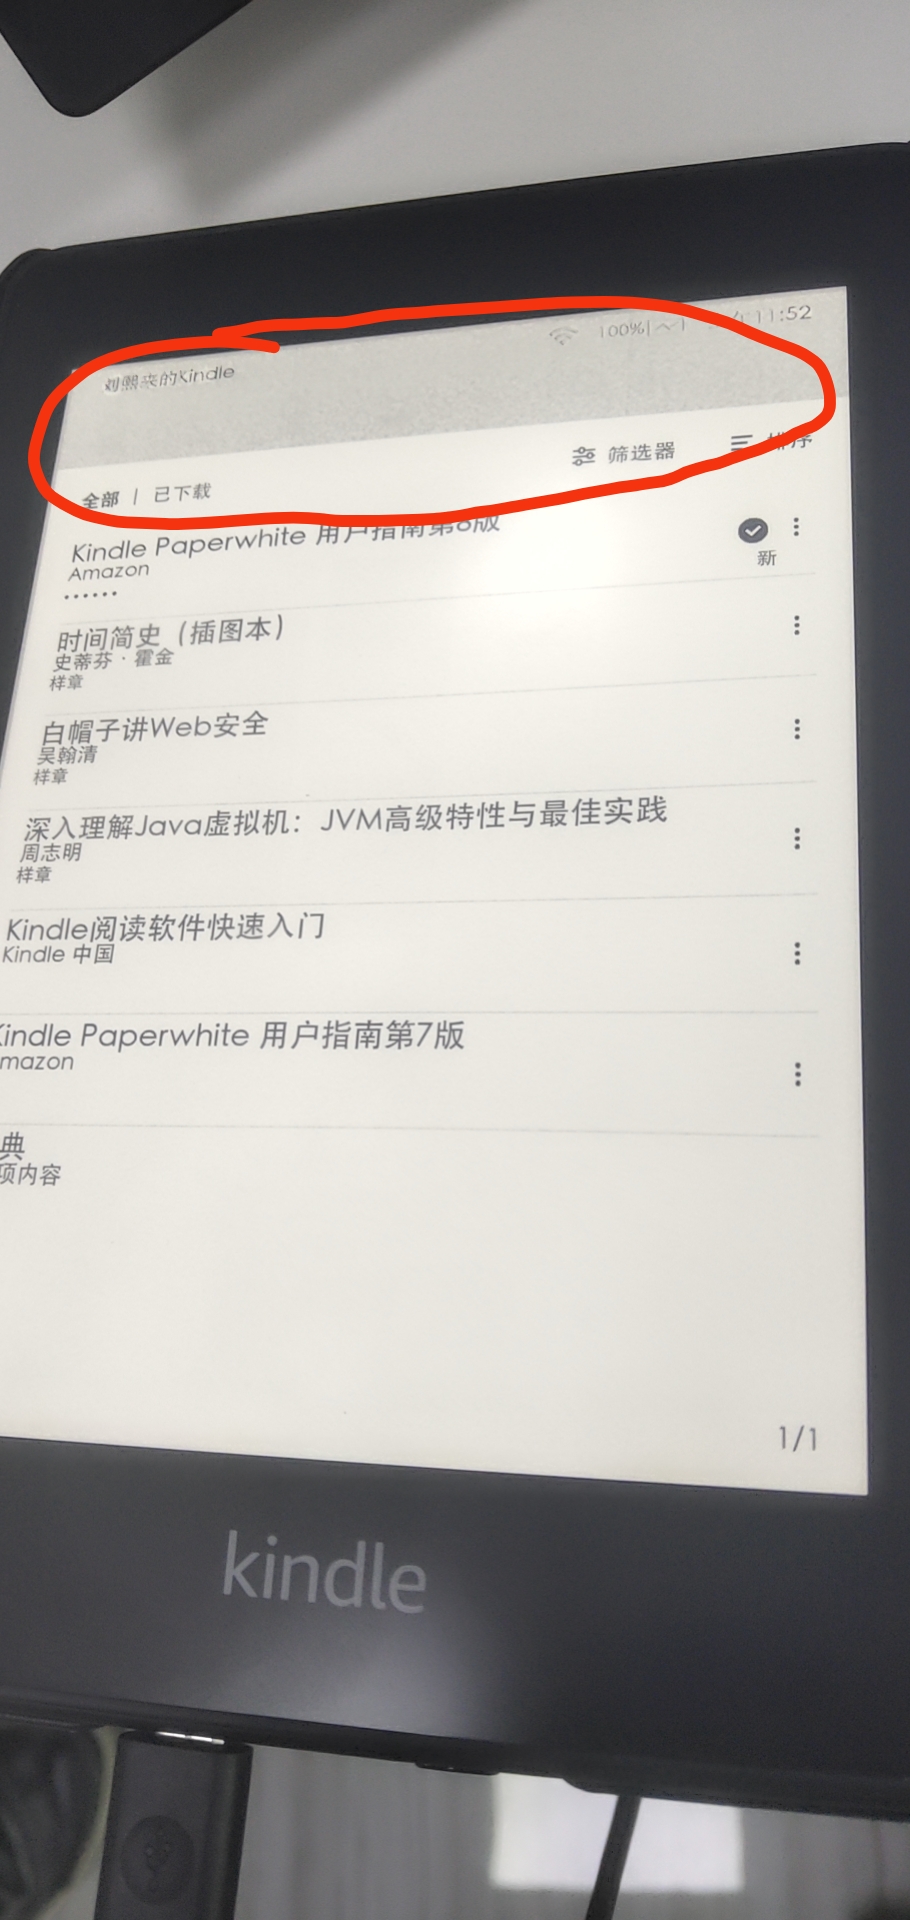 刘熙来的Kindle
100%
11:52
筛选器
排序
全部 | 已下载
Kindle Paperwhite 用户指南第8版
Amazon
新
时间简史（插图本）
史蒂芬·霍金
样章
白帽子讲Web安全
吴翰清
样章
深入理解Java虚拟机：JVM高级特性与最佳实践
周志明
样章
Kindle阅读软件快速入门
Kindle 中国
Kindle Paperwhite 用户指南第7版
mazon
典
项内容
1/1
kindle